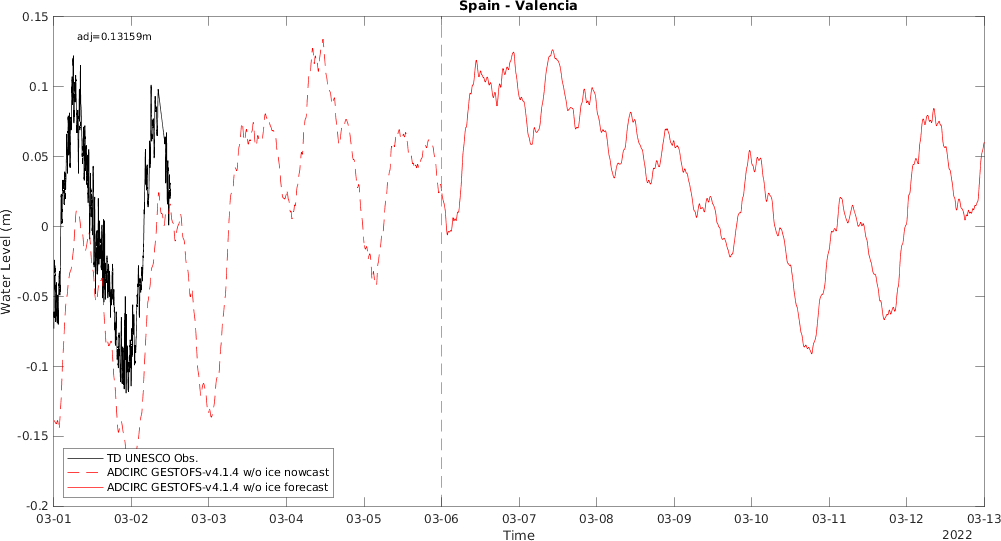 Spain - Valencia
adj=0.13159m
0.15
0.1
0.05
0
-0.05
-0.1
-0.15
-0.2
Water Level (m)
TD UNESCO Obs.
ADCIRC GESTOFS-v4.1.4 w/o ice nowcast
ADCIRC GESTOFS-v4.1.4 w/o ice forecast
03-01 03-02 03-03 03-04 03-05 03-06 03-07 03-08 03-09 03-10 03-11 03-12 03-13
Time
2022